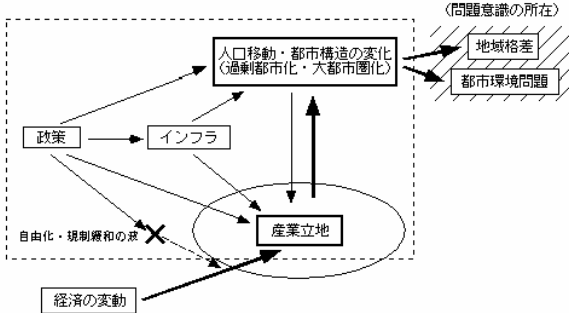 (問題意識の所在)
人口移動・都市構造の変化
(過剰都市化・大都市圏化)
地域格差
都市環境問題
政策
インフラ
産業立地
自由化・規制緩和の波
経済の変動